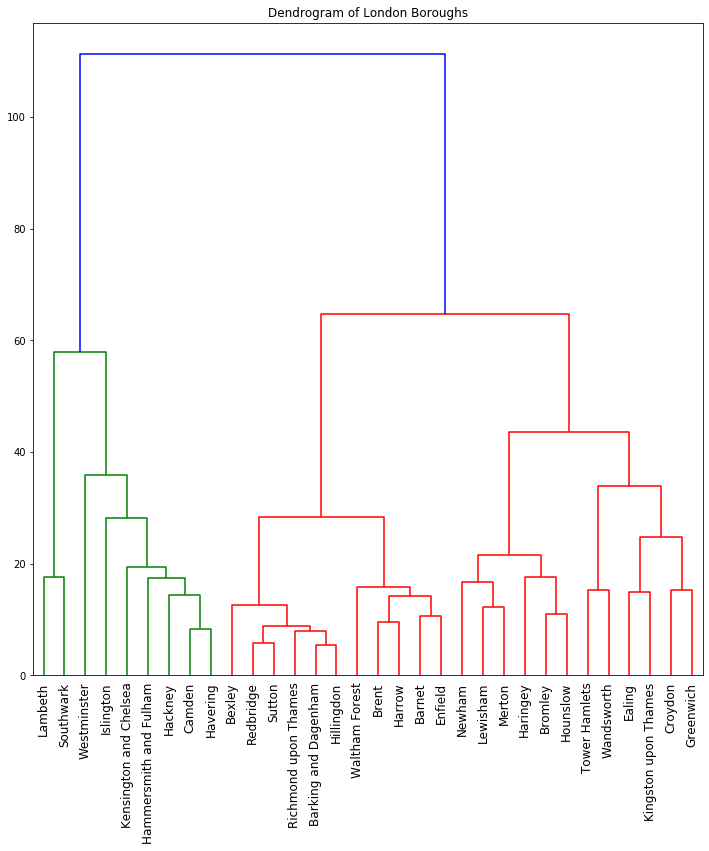 Dendrogram of London Boroughs
100
80
60
40
20
0
Lambeth
Southwark
Westminster
Islington
Kensington and Chelsea
Hammersmith and Fulham
Hackney
Camden
Havering
Bexley
Redbridge
Sutton
Richmond upon Thames
Barking and Dagenham
Hillingdon
Waltham Forest
Brent
Harrow
Barnet
Enfield
Newham
Lewisham
Merton
Haringey
Bromley
Hounslow
Tower Hamlets
Wandsworth
Ealing
Kingston upon Thames
Croydon
Greenwich